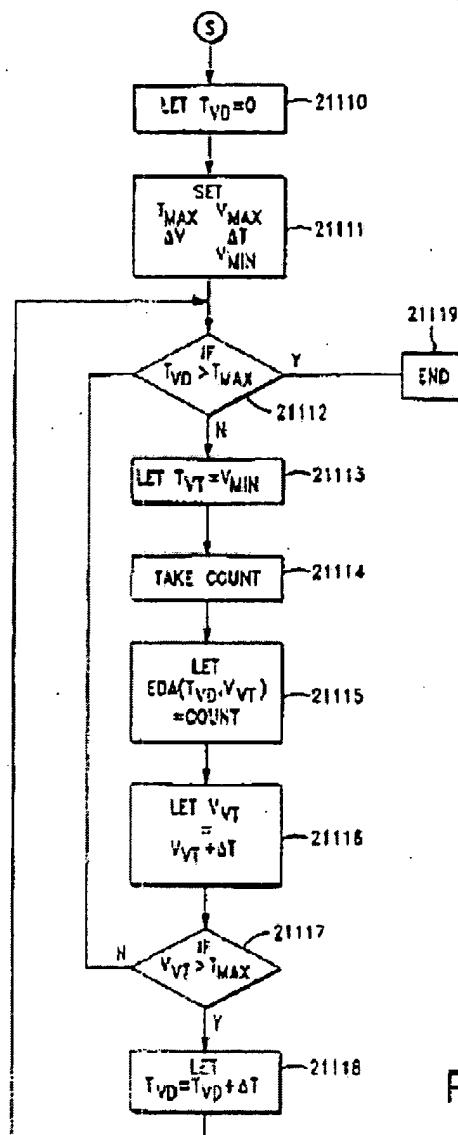 S
LET T_VD=0
21110
SET
T_MAX V_MAX
ΔV ΔT
V_MIN
21111
21119
IF
T_VD > T_MAX
Y
END
21112
N
LET T_VT=V_MIN
21113
TAKE COUNT
21114
LET
EDA(T_VD,V_VT)
=COUNT
21115
LET V_VT
=
V_VT+ΔT
21116
21117
N
IF
V_VT>T_MAX
Y
LET
T_VD=T_VD+ΔT
21118
F